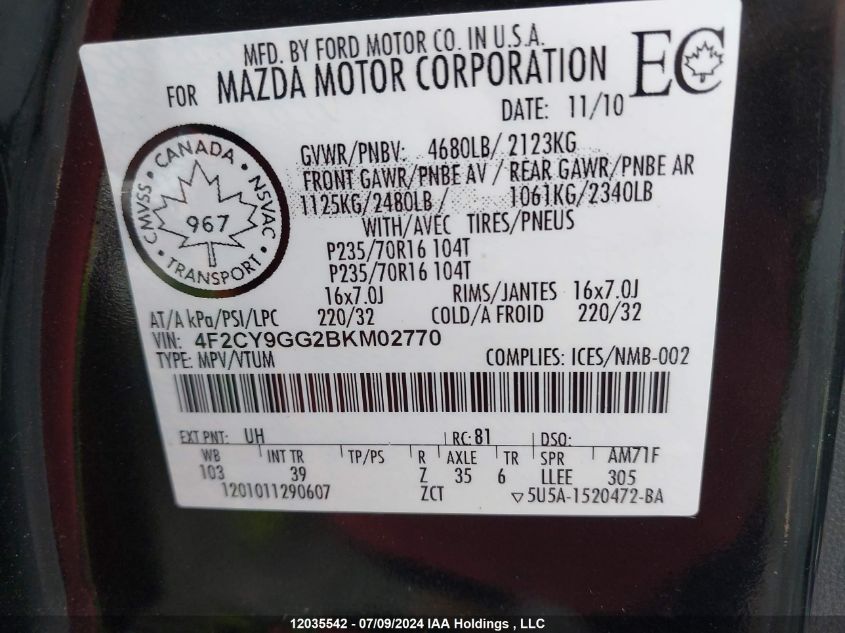 MFD. BY FORD MOTOR CO. IN U.S.A.
FOR MAZDA MOTOR CORPORATION
EC
DATE: 11/10
CMVSS • CANADA • NSVAC • TRANSPORT •
967
GVWR/PNBV: 4680LB/ 2123KG
FRONT GAWR/PNBE AV / REAR GAWR/PNBE AR
1125KG/2480LB / 1061KG/2340LB
WITH/AVEC TIRES/PNEUS
P235/70R16 104T
P235/70R16 104T
16x7.0J RIMS/JANTES 16x7.0J
AT/A kPa/PSI/LPC 220/32 COLD/A FROID 220/32
VIN: 4F2CY9GG2BKM02770
TYPE: MPV/VTUM COMPLIES: ICES/NMB-002
EXT PNT: UH RC: 81 DSO:
WB INT TR TP/PS R AXLE TR SPR AM71F
103 39 Z 35 6 LLEE 305
1201011290607 ZCT ▽5U5A-1520472-BA
12035542 - 07/09/2024 IAA Holdings , LLC